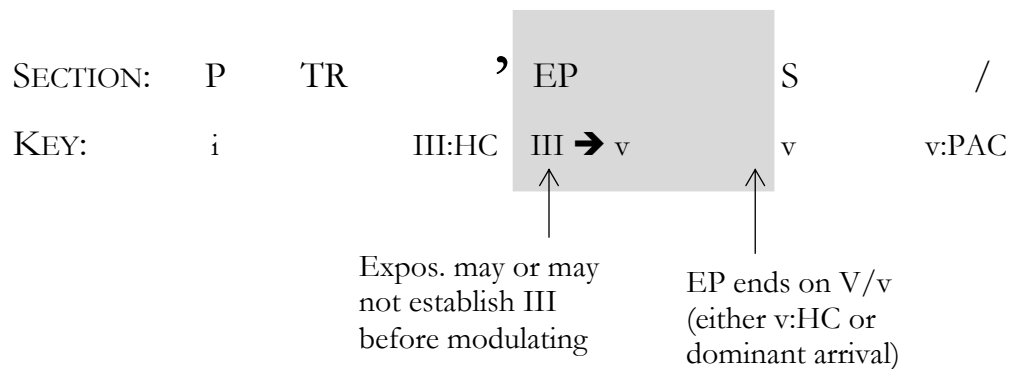 SECTION: P TR ’ EP S /
KEY: i III:HC III ➔ v v v:PAC
Expos. may or may
not establish III
before modulating
EP ends on V/v
(either v:HC or
dominant arrival)